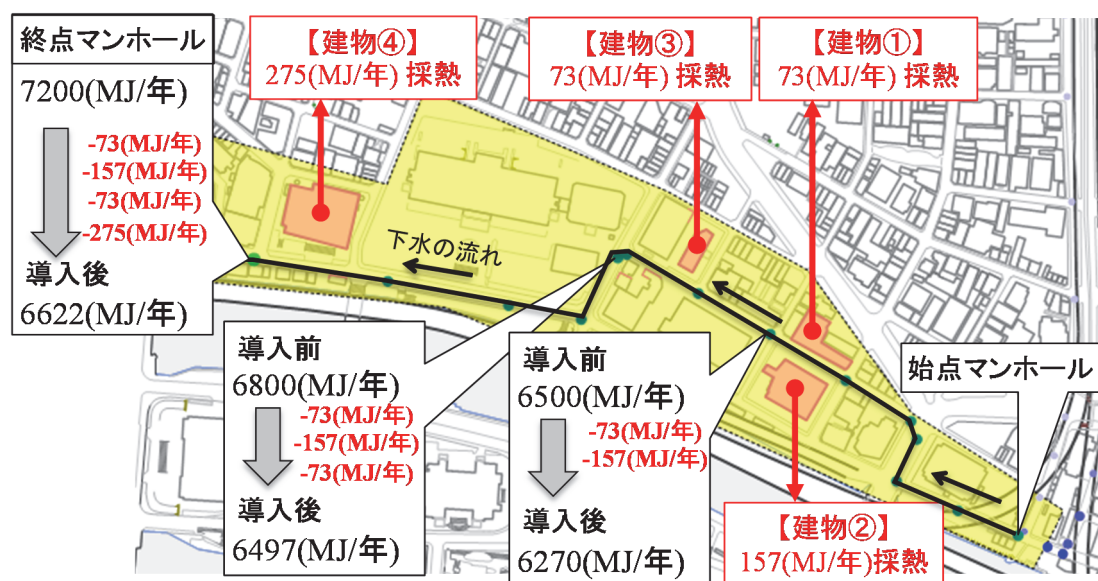 終点マンホール
7200(MJ/年)
-73(MJ/年)
-157(MJ/年)
-73(MJ/年)
-275(MJ/年)
導入後
6622(MJ/年)
【建物④】
275(MJ/年) 採熱
【建物③】
73(MJ/年) 採熱
【建物①】
73(MJ/年) 採熱
下水の流れ
導入前
6800(MJ/年)
-73(MJ/年)
-157(MJ/年)
-73(MJ/年)
導入後
6497(MJ/年)
導入前
6500(MJ/年)
-73(MJ/年)
-157(MJ/年)
導入後
6270(MJ/年)
始点マンホール
【建物②】
157(MJ/年)採熱